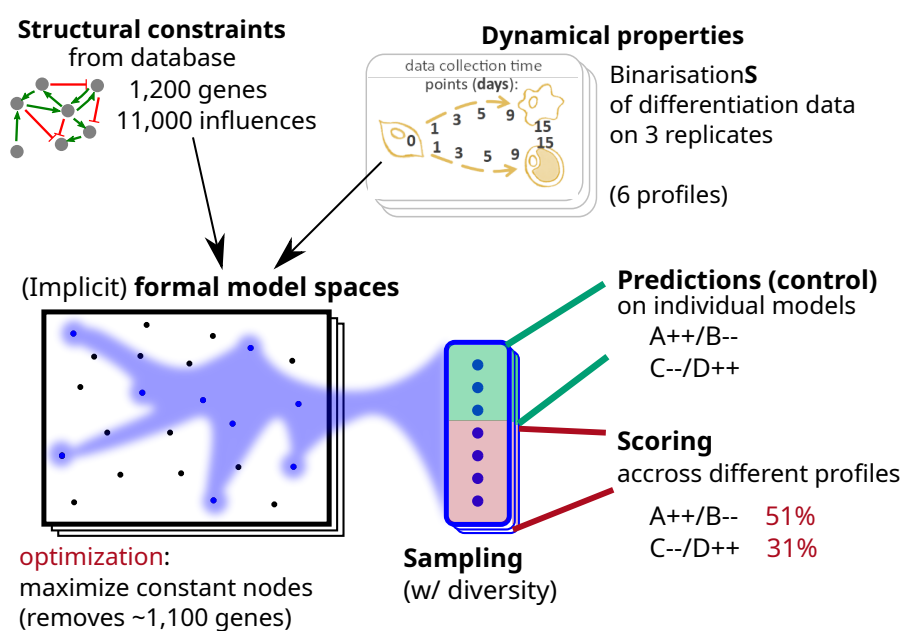 Structural constraints
from database
1,200 genes
11,000 influences
Dynamical properties
data collection time
points (days):
0
1 3 5 9 15
1 3 5 9 15
BinarisationS
of differentiation data
on 3 replicates
(6 profiles)
(Implicit) formal model spaces
optimization:
maximize constant nodes
(removes ~1,100 genes)
Sampling
(w/ diversity)
Predictions (control)
on individual models
A++/B--
C--/D++
Scoring
accross different profiles
A++/B-- 51%
C--/D++ 31%